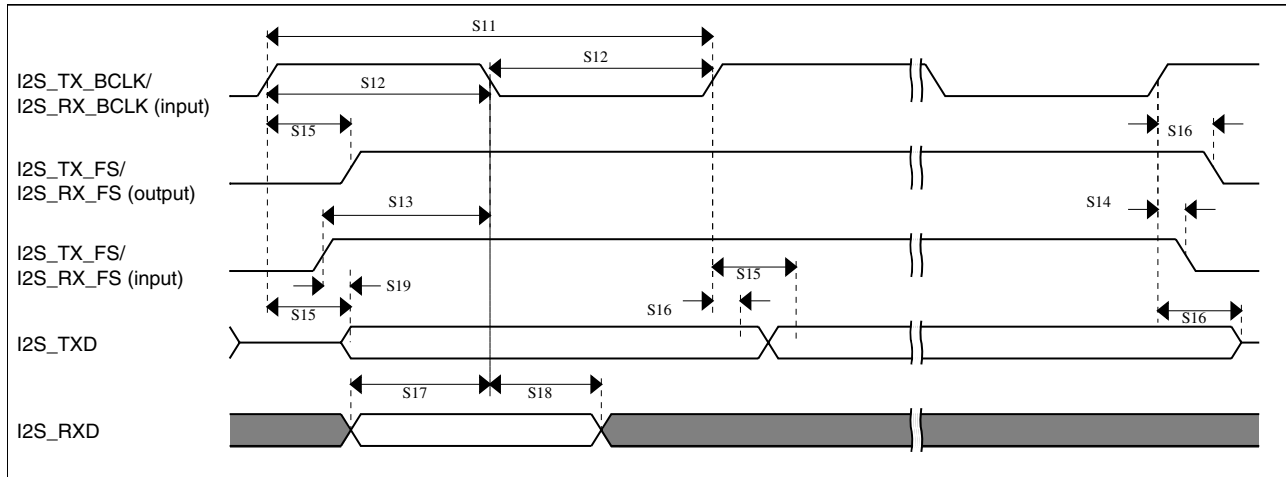 S11
I2S_TX_BCLK/
I2S_RX_BCLK (input)
S12
S12
S15
S16
I2S_TX_FS/
I2S_RX_FS (output)
S13
S14
I2S_TX_FS/
I2S_RX_FS (input)
S15
S19
S15
S16
S16
I2S_TXD
S17
S18
I2S_RXD